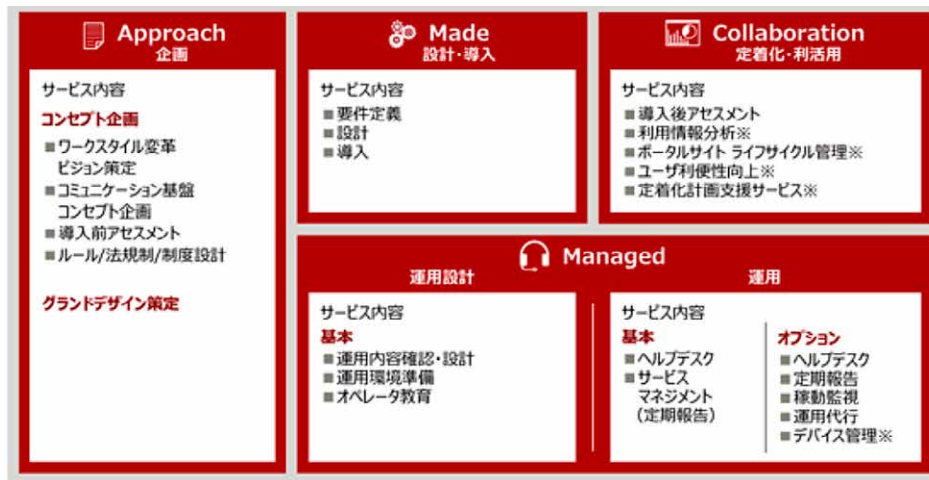 Approach
企画
サービス内容
コンセプト企画
■ワークスタイル変革
ビジョン策定
■コミュニケーション基盤
コンセプト企画
■導入前アセスメント
■ルール/法規制/制度設計
グランドデザイン策定
Made
設計・導入
サービス内容
■要件定義
■設計
■導入
Collaboration
定着化・利活用
サービス内容
■導入後アセスメント
■利用情報分析※
■ポータルサイト ライフサイクル管理※
■ユーザ利便性向上※
■定着化計画支援サービス※
Managed
運用設計
サービス内容
基本
■運用内容確認・設計
■運用環境準備
■オペレータ教育
運用
サービス内容
基本
■ヘルプデスク
■サービス
マネジメント
(定期報告)
オプション
■ヘルプデスク
■定期報告
■稼動監視
■運用代行
■デバイス管理※